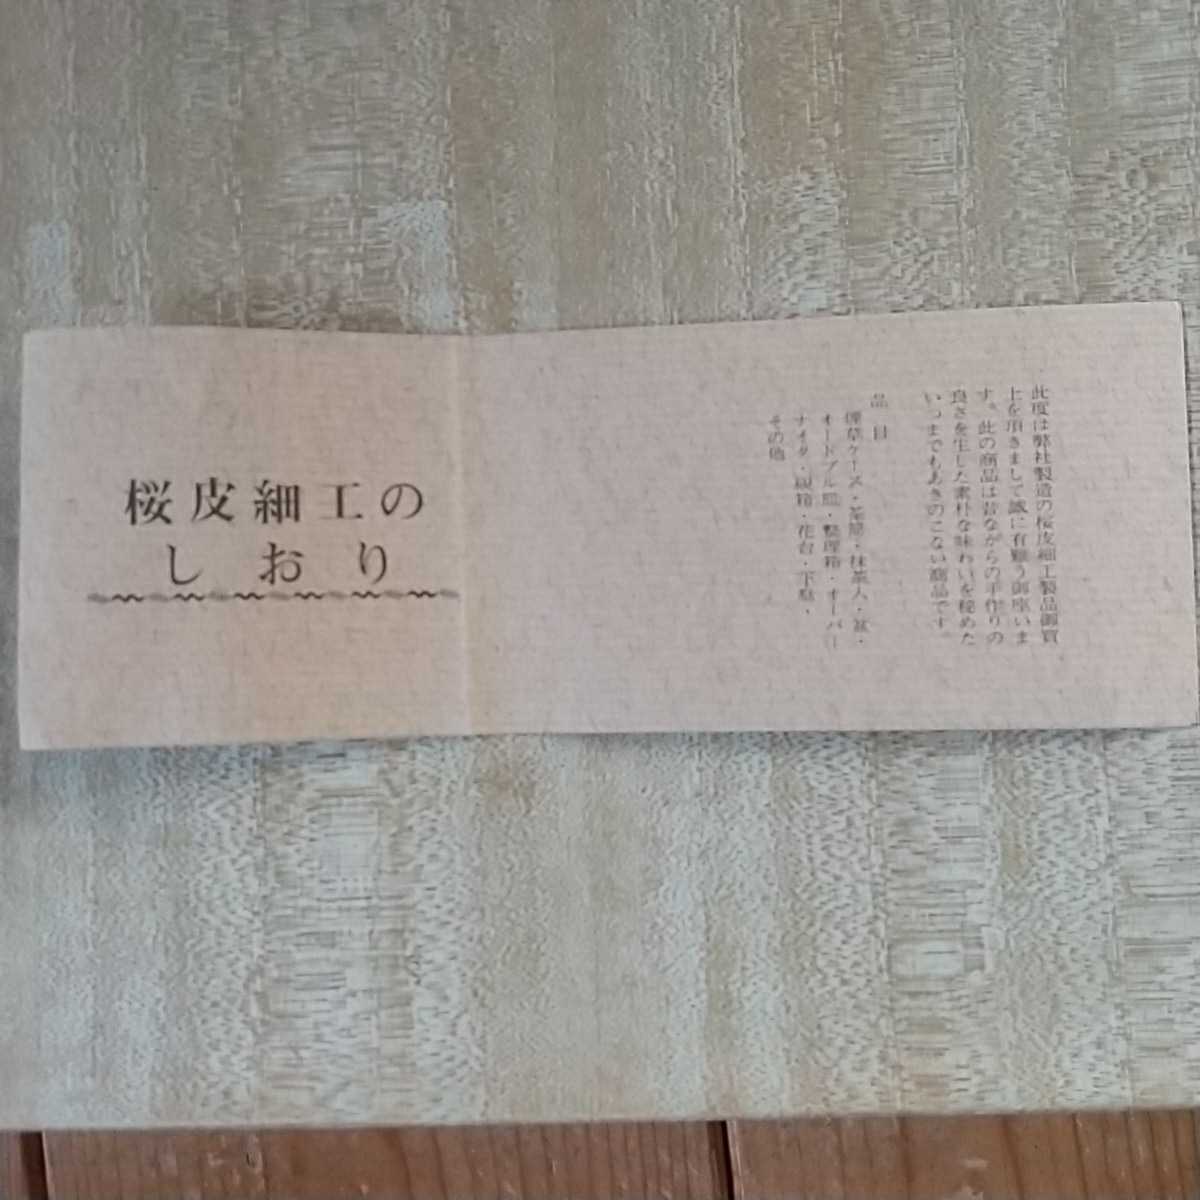 桜皮細工の
しおり
此度は弊社製造の桜皮細工製品御買
上を頂きまして誠に有難う御座いま
す。此の商品は昔ながらの手作りの
良さを生した素朴な味わいを秘めた
いつまでもあきのこない商品です。
品目
煙草ケース・茶筒・抹茶入・盆・
オードブル皿・整理箱・オーバー
ナイタ・硯箱・花台・下駄・
その他